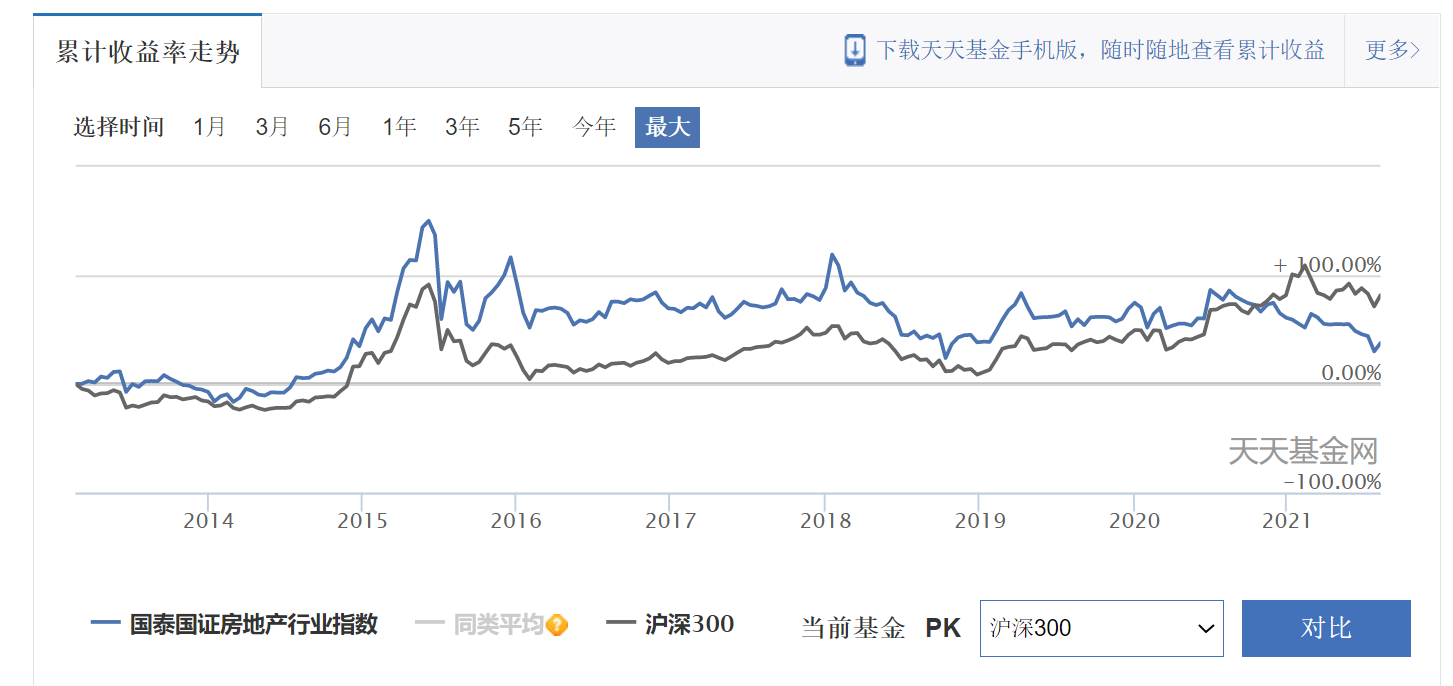 累计收益率走势
下载天天基金手机版，随时随地查看累计收益
更多>
选择时间 1月 3月 6月 1年 3年 5年 今年 最大
+ 100.00%
0.00%
天天基金网
-100.00%
2014 2015 2016 2017 2018 2019 2020 2021
国泰国证房地产行业指数 同类平均? 沪深300 当前基金 PK 沪深300 对比